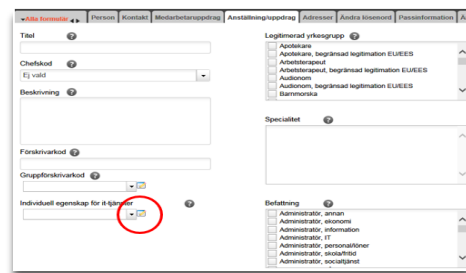 Alla formulär
Person
Kontakt
Medarbetaruppdrag
Anställning/uppdrag
Adresser
Ändra lösenord
Passinformation
Titel
Chefskod
Ej vald
Beskrivning
Förskrivarkod
Gruppförskrivarkod
Individuell egenskap för it-tjänster
Legitimerad yrkesgrupp
Apotekare
Apotekare, begränsad legitimation EU/EES
Arbetsterapeut
Arbetsterapeut, begränsad legitimation EU/EES
Audionom
Audionom, begränsad legitimation EU/EES
Barnmorska
Specialitet
Befattning
Administratör, annan
Administratör, ekonomi
Administratör, information
Administratör, IT
Administratör, personal/löner
Administratör, skola/fritid
Administratör, socialtjänst